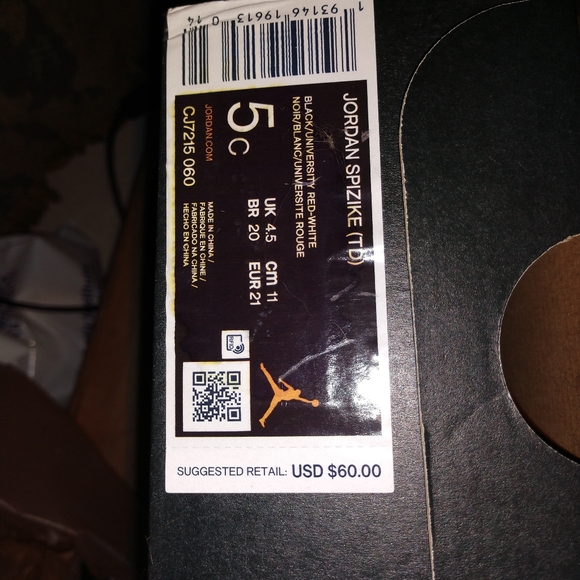 1 93146 19613 0 14
JORDAN SPIZIKE (TD)
BLACK/UNIVERSITY RED-WHITE
NOIR/BLANC/UNIVERSITE ROUGE
5C
UK 4.5 cm 11
BR 20 EUR 21
JORDAN.COM
CJ7215 060
MADE IN CHINA /
FABRIQUE EN CHINE /
FABRICADO NA CHINA /
HECHO EN CHINA
RFID
SUGGESTED RETAIL: USD $60.00